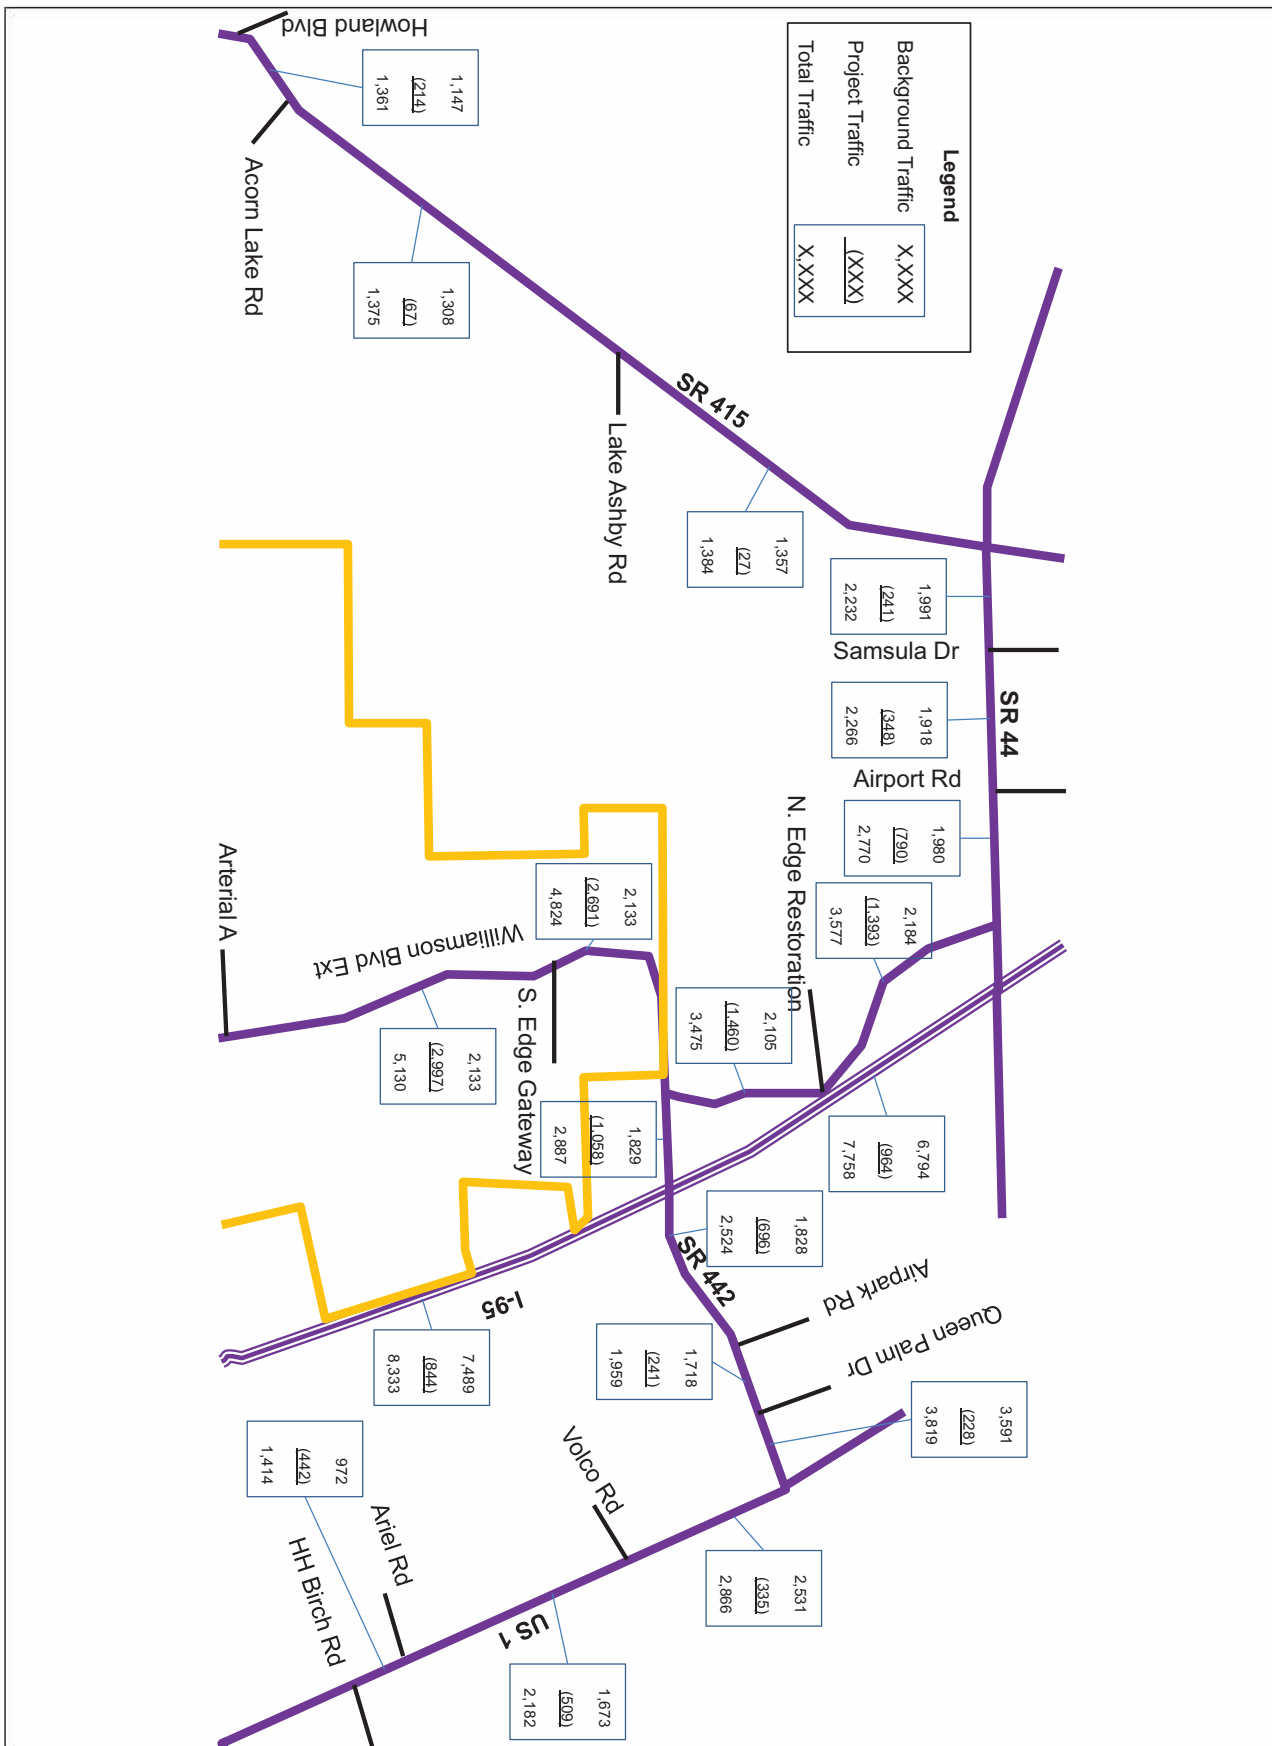 Legend
Background Traffic X,XXX
Project Traffic (XXX)
Total Traffic X,XXX
Howland Blvd
1,147
(214)
1,361
Acorn Lake Rd
1,308
(67)
1,375
SR 415
Lake Ashby Rd
1,357
(27)
1,384
1,991
(241)
2,232
Samsula Dr
SR 44
1,918
(348)
2,266
Airport Rd
1,980
(790)
2,770
N. Edge Restoration
2,184
(1,393)
3,577
2,133
(2,691)
4,824
Arterial A
Williamson Blvd Ext
S. Edge Gateway
2,105
(1,460)
3,475
2,133
(2,997)
5,130
1,829
(1,058)
2,887
6,794
(964)
7,758
1,828
(696)
2,524
SR 442
Airpark Rd
Queen Palm Dr
I-95
7,489
(844)
8,333
1,718
(241)
1,959
3,591
(228)
3,819
972
(442)
1,414
Volco Rd
Ariel Rd
HH Birch Rd
2,531
(335)
2,866
US 1
1,673
(509)
2,182